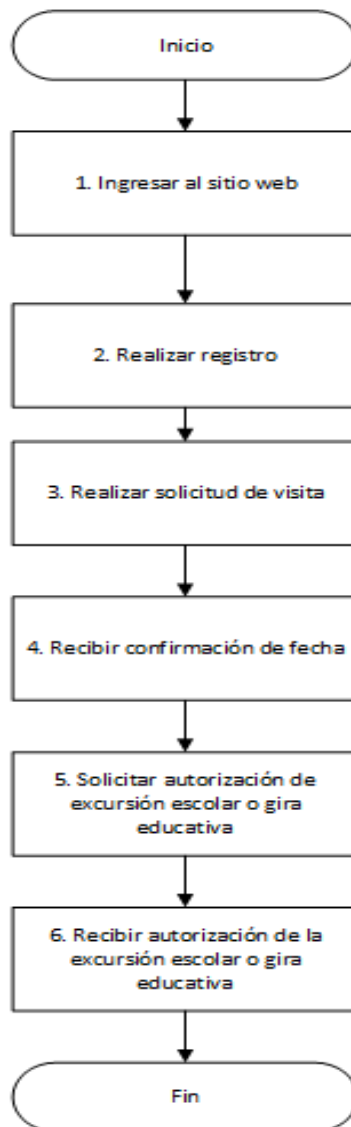 Inicio
1. Ingresar al sitio web
2. Realizar registro
3. Realizar solicitud de visita
4. Recibir confirmación de fecha
5. Solicitar autorización de
excursión escolar o gira
educativa
6. Recibir autorización de la
excursión escolar o gira
educativa
Fin